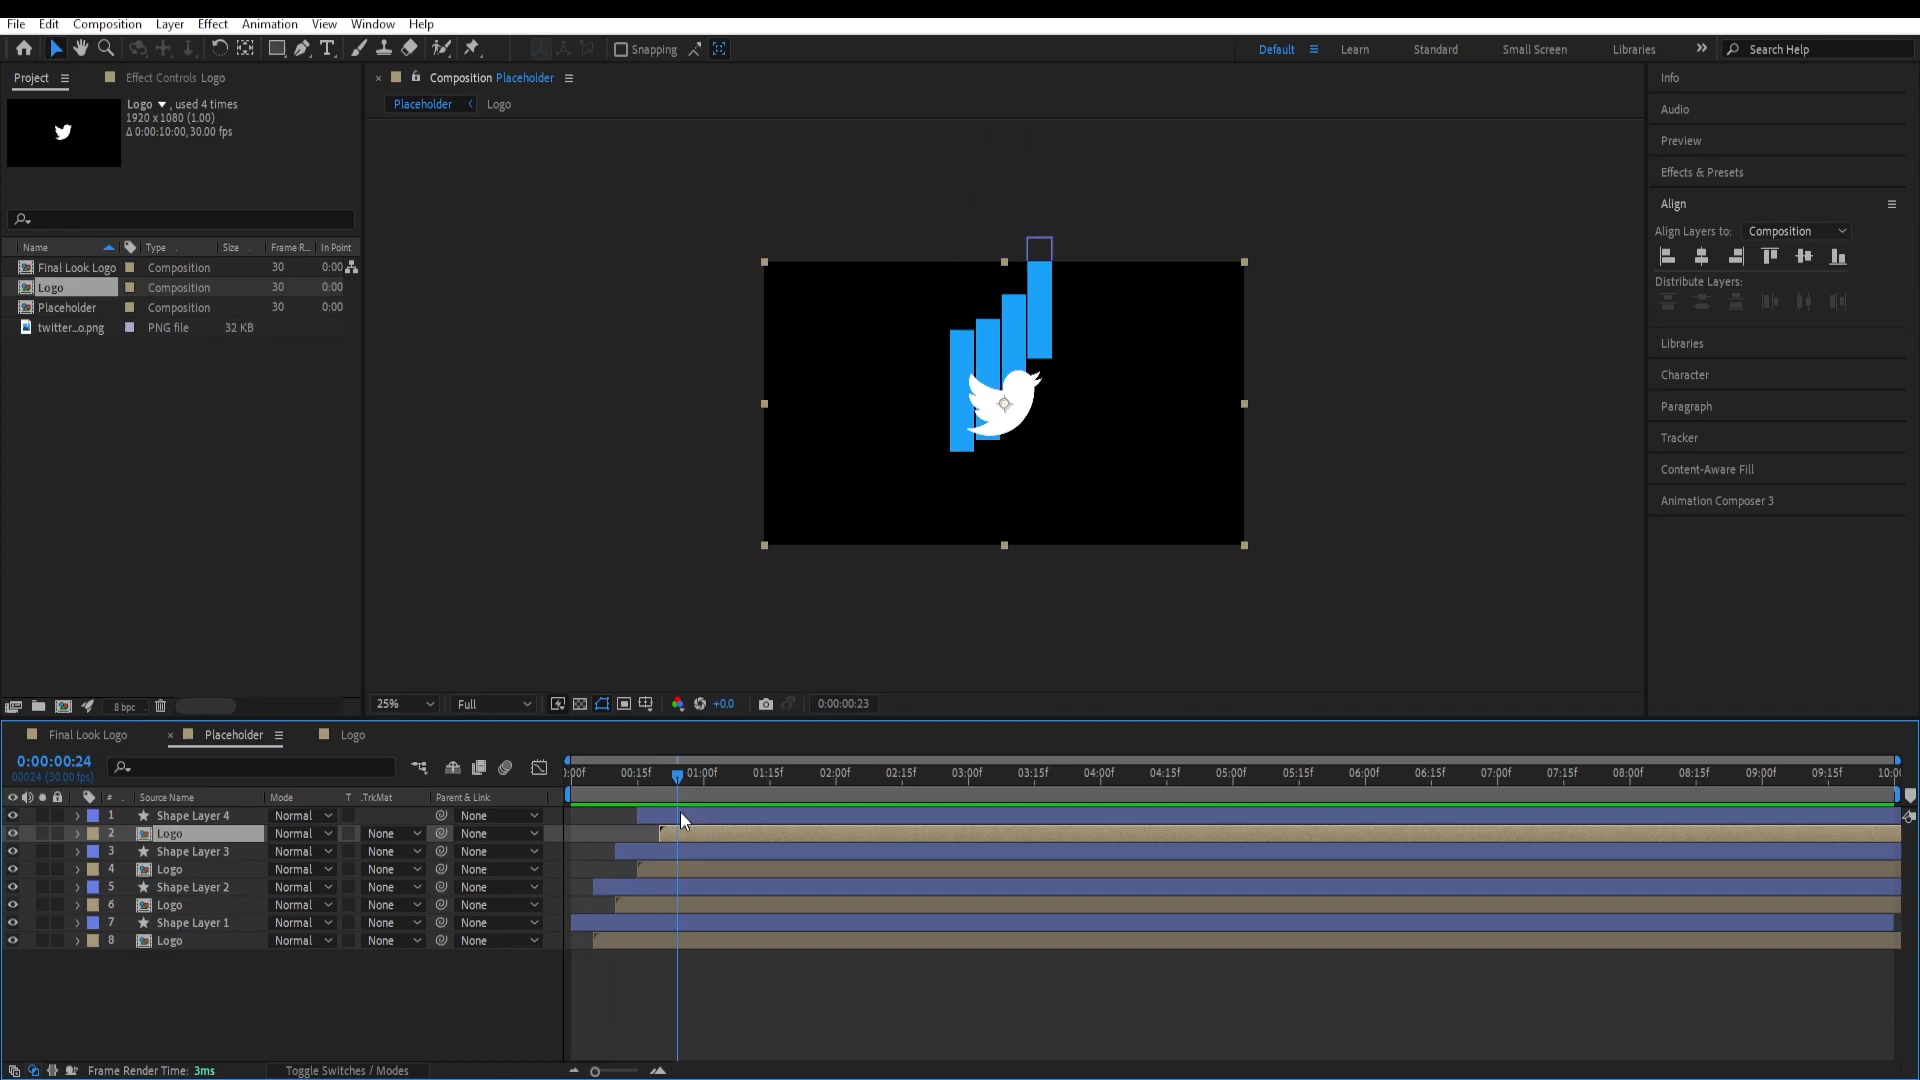 File Edit Composition Layer Effect Animation View Window Help
Snapping
Default Learn Standard Small Screen Libraries Search Help
Project Effect Controls Logo
Composition Placeholder
Placeholder Logo
Logo , used 4 times
1920 x 1080 (1.00)
Δ 0:00:10:00, 30.00 fps
Name Type Size Frame R... In Point
Final Look Logo Composition 30 0:00
Logo Composition 30 0:00
Placeholder Composition 30 0:00
twitter...o.png PNG file 32 KB
8 bpc
Info
Audio
Preview
Effects & Presets
Align
Align Layers to: Composition
Distribute Layers:
Libraries
Character
Paragraph
Tracker
Content-Aware Fill
Animation Composer 3
25% Full +0.0 0:00:00:23
Final Look Logo Placeholder Logo
0:00:00:24
00024 (30.00 fps)
:00f 00:15f 01:00f 01:15f 02:00f 02:15f 03:00f 03:15f 04:00f 04:15f 05:00f 05:15f 06:00f 06:15f 07:00f 07:15f 08:00f 08:15f 09:00f 09:15f 10:00
# Source Name Mode T .TrkMat Parent & Link
1 Shape Layer 4 Normal None
2 Logo Normal None None
3 Shape Layer 3 Normal None None
4 Logo Normal None None
5 Shape Layer 2 Normal None None
6 Logo Normal None None
7 Shape Layer 1 Normal None None
8 Logo Normal None None
Frame Render Time: 3ms Toggle Switches / Modes